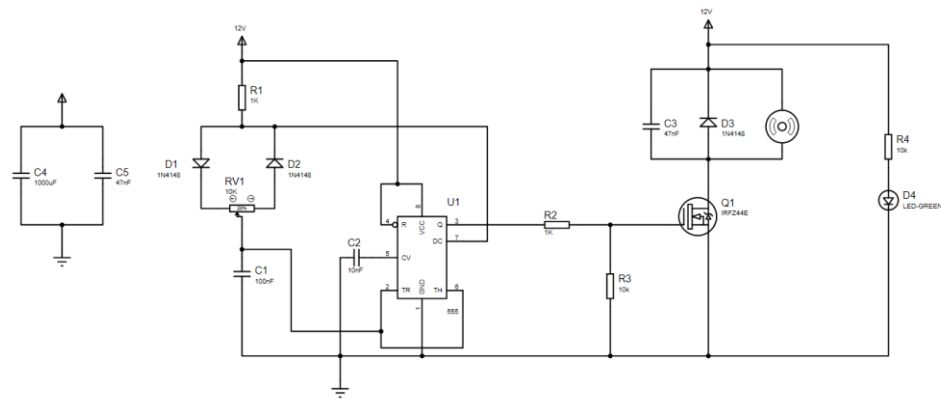 12V
12V
R1
1K
C4
1000uF
C5
47nF
D1
1N4148
D2
1N4148
RV1
10K
C3
47nF
D3
1N4148
R4
10k
D4
LED-GREEN
Q1
IRFZ44E
U1
4
R
8
VCC
Q
3
DC
7
5
CV
2
TR
GND
1
TH
6
555
C2
10nF
C1
100nF
R2
1K
R3
10k